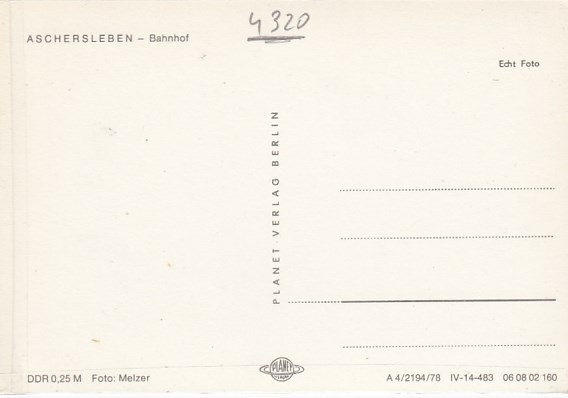 4320
ASCHERSLEBEN – Bahnhof
Echt Foto
PLANET VERLAG BERLIN
PLANET
DDR 0,25 M Foto: Melzer
A 4/2194/78 IV-14-483 06 08 02 160